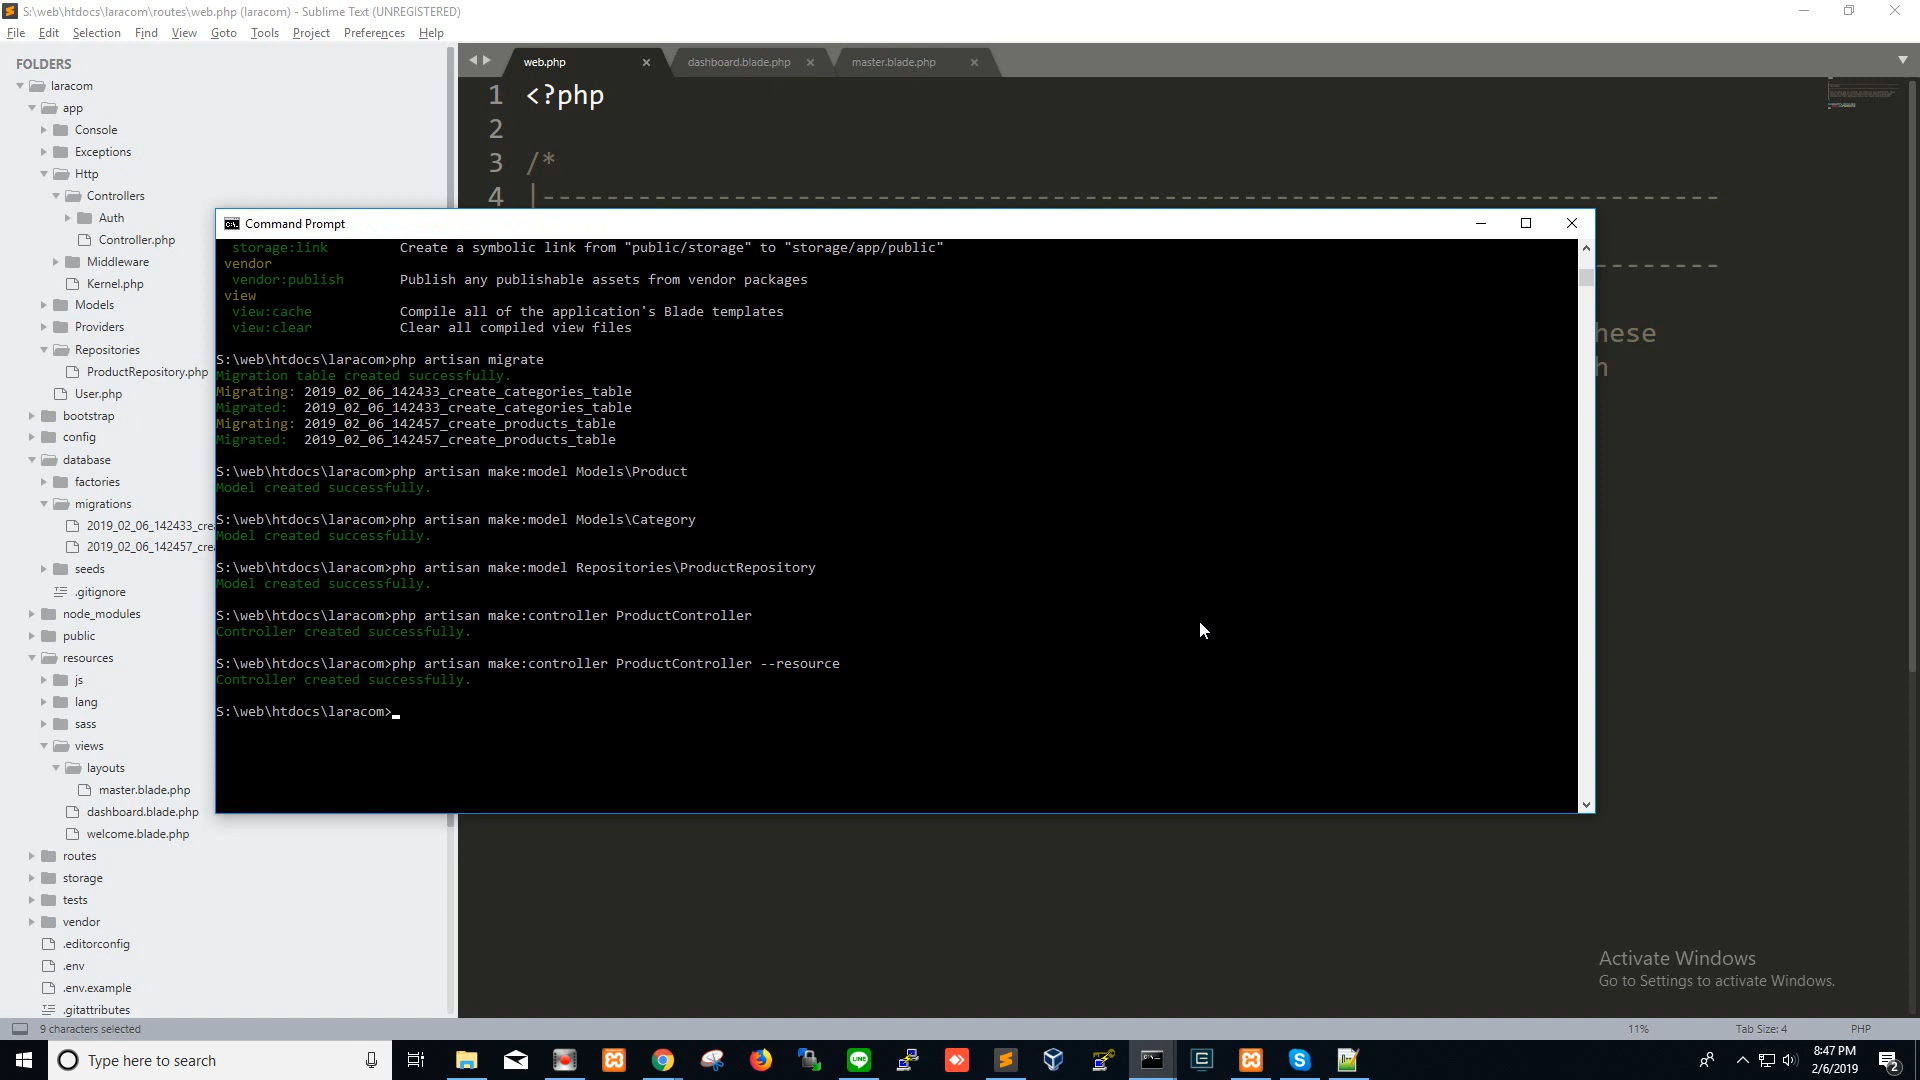 S:\web\htdocs\laracom\routes\web.php (laracom) - Sublime Text (UNREGISTERED)
File Edit Selection Find View Goto Tools Project Preferences Help
FOLDERS
laracom
app
Console
Exceptions
Http
Controllers
Auth
Controller.php
Middleware
Kernel.php
Models
Providers
Repositories
ProductRepository.php
User.php
bootstrap
config
database
factories
migrations
2019_02_06_142433_cre
2019_02_06_142457_cre
seeds
.gitignore
node_modules
public
resources
js
lang
sass
views
layouts
master.blade.php
dashboard.blade.php
welcome.blade.php
routes
storage
tests
vendor
.editorconfig
.env
.env.example
.gitattributes
web.php
dashboard.blade.php
master.blade.php
1 <?php
2
3 /*
4 |--------------------------------------------------------------------------
hese
h
Command Prompt
storage:link Create a symbolic link from "public/storage" to "storage/app/public"
vendor
vendor:publish Publish any publishable assets from vendor packages
view
view:cache Compile all of the application's Blade templates
view:clear Clear all compiled view files
S:\web\htdocs\laracom>php artisan migrate
Migration table created successfully.
Migrating: 2019_02_06_142433_create_categories_table
Migrated: 2019_02_06_142433_create_categories_table
Migrating: 2019_02_06_142457_create_products_table
Migrated: 2019_02_06_142457_create_products_table
S:\web\htdocs\laracom>php artisan make:model Models\Product
Model created successfully.
S:\web\htdocs\laracom>php artisan make:model Models\Category
Model created successfully.
S:\web\htdocs\laracom>php artisan make:model Repositories\ProductRepository
Model created successfully.
S:\web\htdocs\laracom>php artisan make:controller ProductController
Controller created successfully.
S:\web\htdocs\laracom>php artisan make:controller ProductController --resource
Controller created successfully.
S:\web\htdocs\laracom>
Activate Windows
Go to Settings to activate Windows.
9 characters selected
11%
Tab Size: 4
PHP
Type here to search
8:47 PM
2/6/2019
2